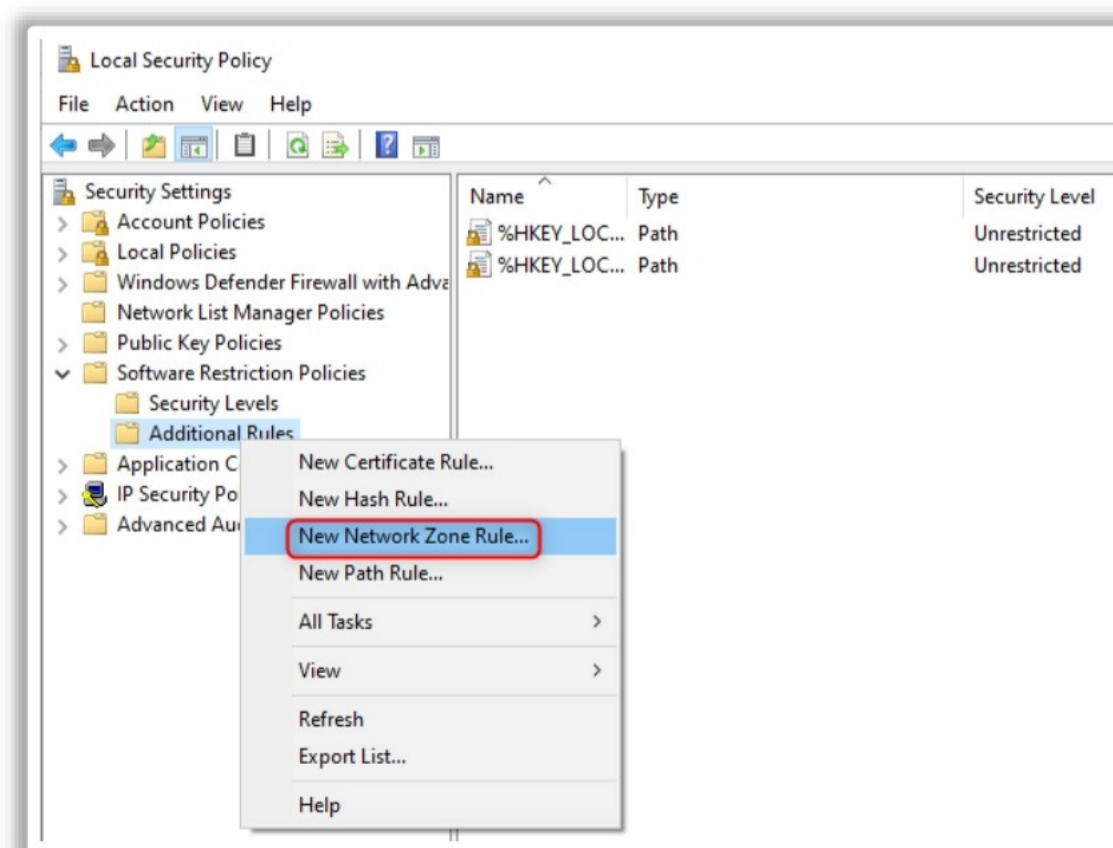 Local Security Policy
File Action View Help
Security Settings
Account Policies
Local Policies
Windows Defender Firewall with Adva
Network List Manager Policies
Public Key Policies
Software Restriction Policies
Security Levels
Additional Rules
Application C
IP Security Po
Advanced Au
Name Type Security Level
%HKEY_LOC... Path Unrestricted
%HKEY_LOC... Path Unrestricted
New Certificate Rule...
New Hash Rule...
New Network Zone Rule...
New Path Rule...
All Tasks
View
Refresh
Export List...
Help